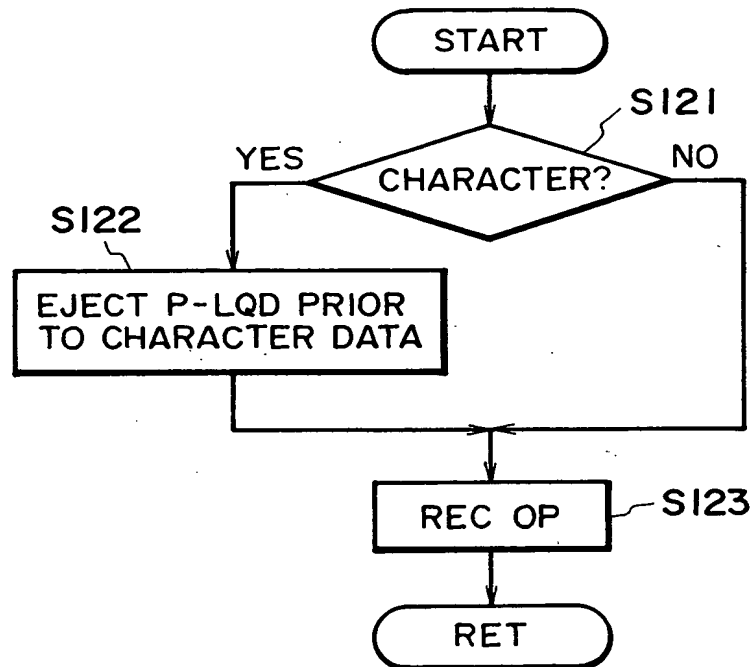 START
S121
YES
CHARACTER?
NO
S122
EJECT P-LQD PRIOR
TO CHARACTER DATA
REC OP
S123
RET